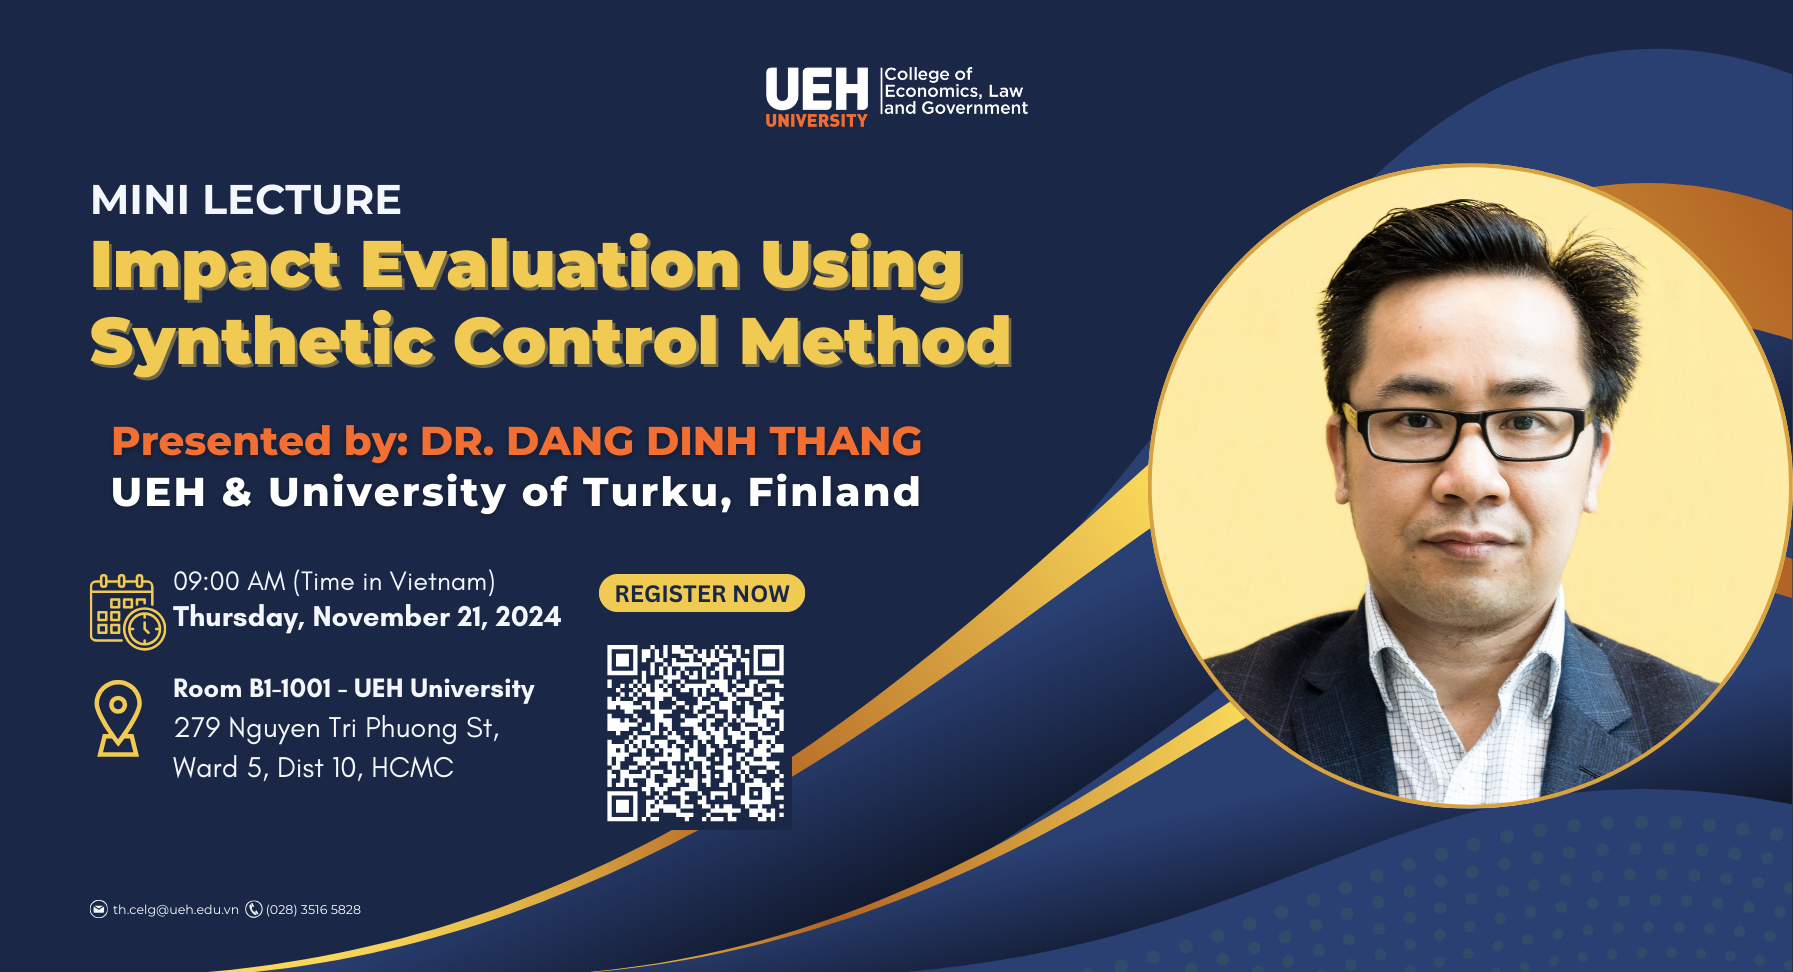 UEH
UNIVERSITY
College of
Economics, Law
and Government
MINI LECTURE
Impact Evaluation Using
Synthetic Control Method
Presented by: DR. DANG DINH THANG
UEH & University of Turku, Finland
09:00 AM (Time in Vietnam)
Thursday, November 21, 2024
REGISTER NOW
Room B1-1001 - UEH University
279 Nguyen Tri Phuong St,
Ward 5, Dist 10, HCMC
th.celg@ueh.edu.vn (028) 3516 5828